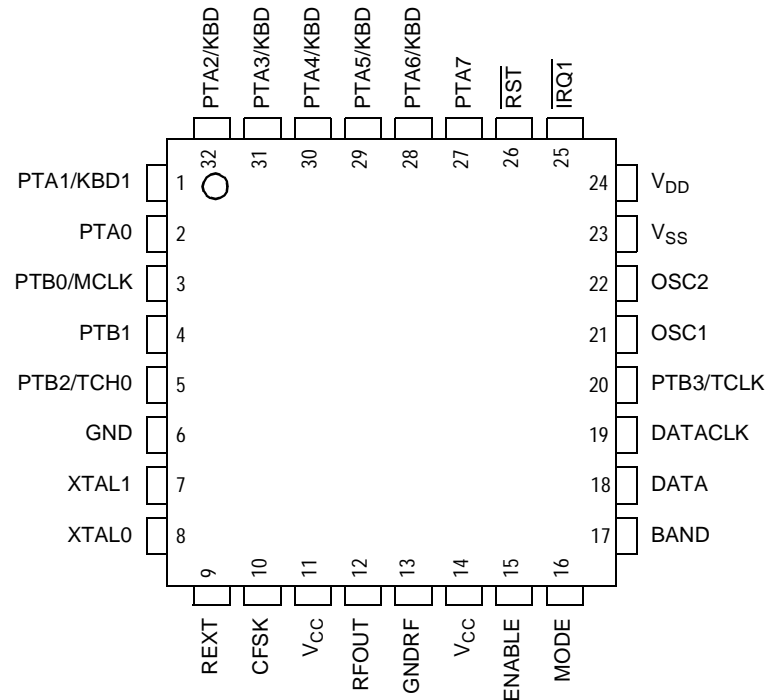 PTA2/KBD
PTA3/KBD
PTA4/KBD
PTA5/KBD
PTA6/KBD
PTA7
RST
IRQ1
32
31
30
29
28
27
26
25
PTA1/KBD1 1
PTA0 2
PTB0/MCLK 3
PTB1 4
PTB2/TCH0 5
GND 6
XTAL1 7
XTAL0 8
24 VDD
23 VSS
22 OSC2
21 OSC1
20 PTB3/TCLK
19 DATACLK
18 DATA
17 BAND
9
10
11
12
13
14
15
16
REXT
CFSK
VCC
RFOUT
GNDRF
VCC
ENABLE
MODE